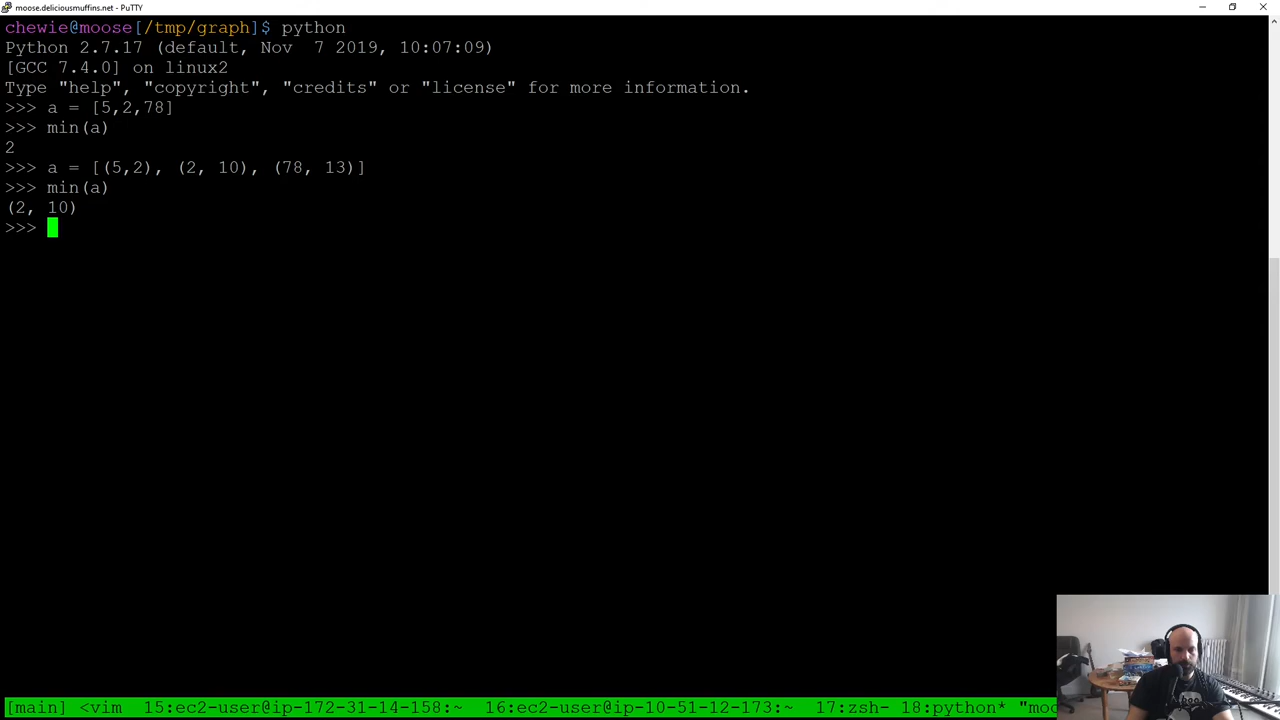 moose.deliciousmuffins.net - PuTTY
chewie@moose[/tmp/graph]$ python
Python 2.7.17 (default, Nov  7 2019, 10:07:09)
[GCC 7.4.0] on linux2
Type "help", "copyright", "credits" or "license" for more information.
>>> a = [5,2,78]
>>> min(a)
2
>>> a = [(5,2), (2, 10), (78, 13)]
>>> min(a)
(2, 10)
>>>
[main] <vim  15:ec2-user@ip-172-31-14-158:~  16:ec2-user@ip-10-51-12-173:~  17:zsh- 18:python* "moo